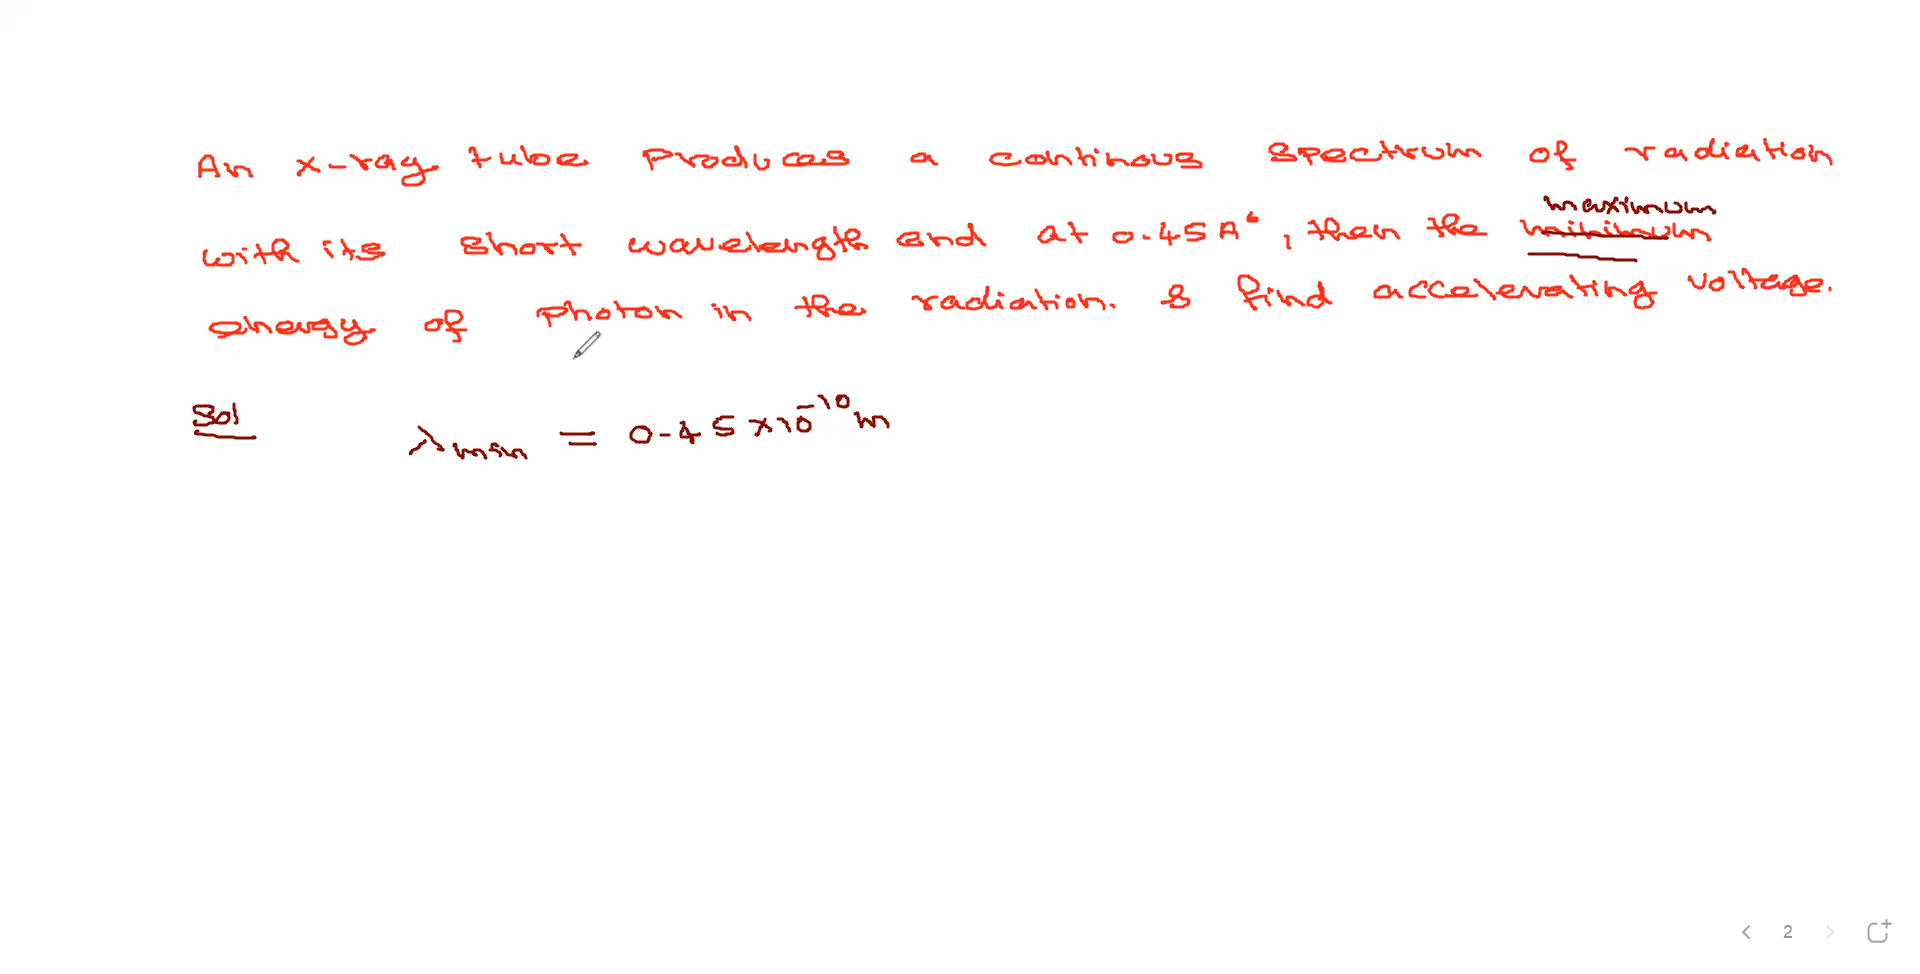 An x-ray tube produces a continous spectrum of radiation
maximum
with its short wavelength end at 0.45 A°, then the minimum
energy of photon in the radiation. & find accelerating voltage.
Sol λmin = 0.45 × 10⁻¹⁰ m
2